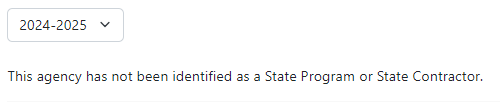 2024-2025
This agency has not been identified as a State Program or State Contractor.